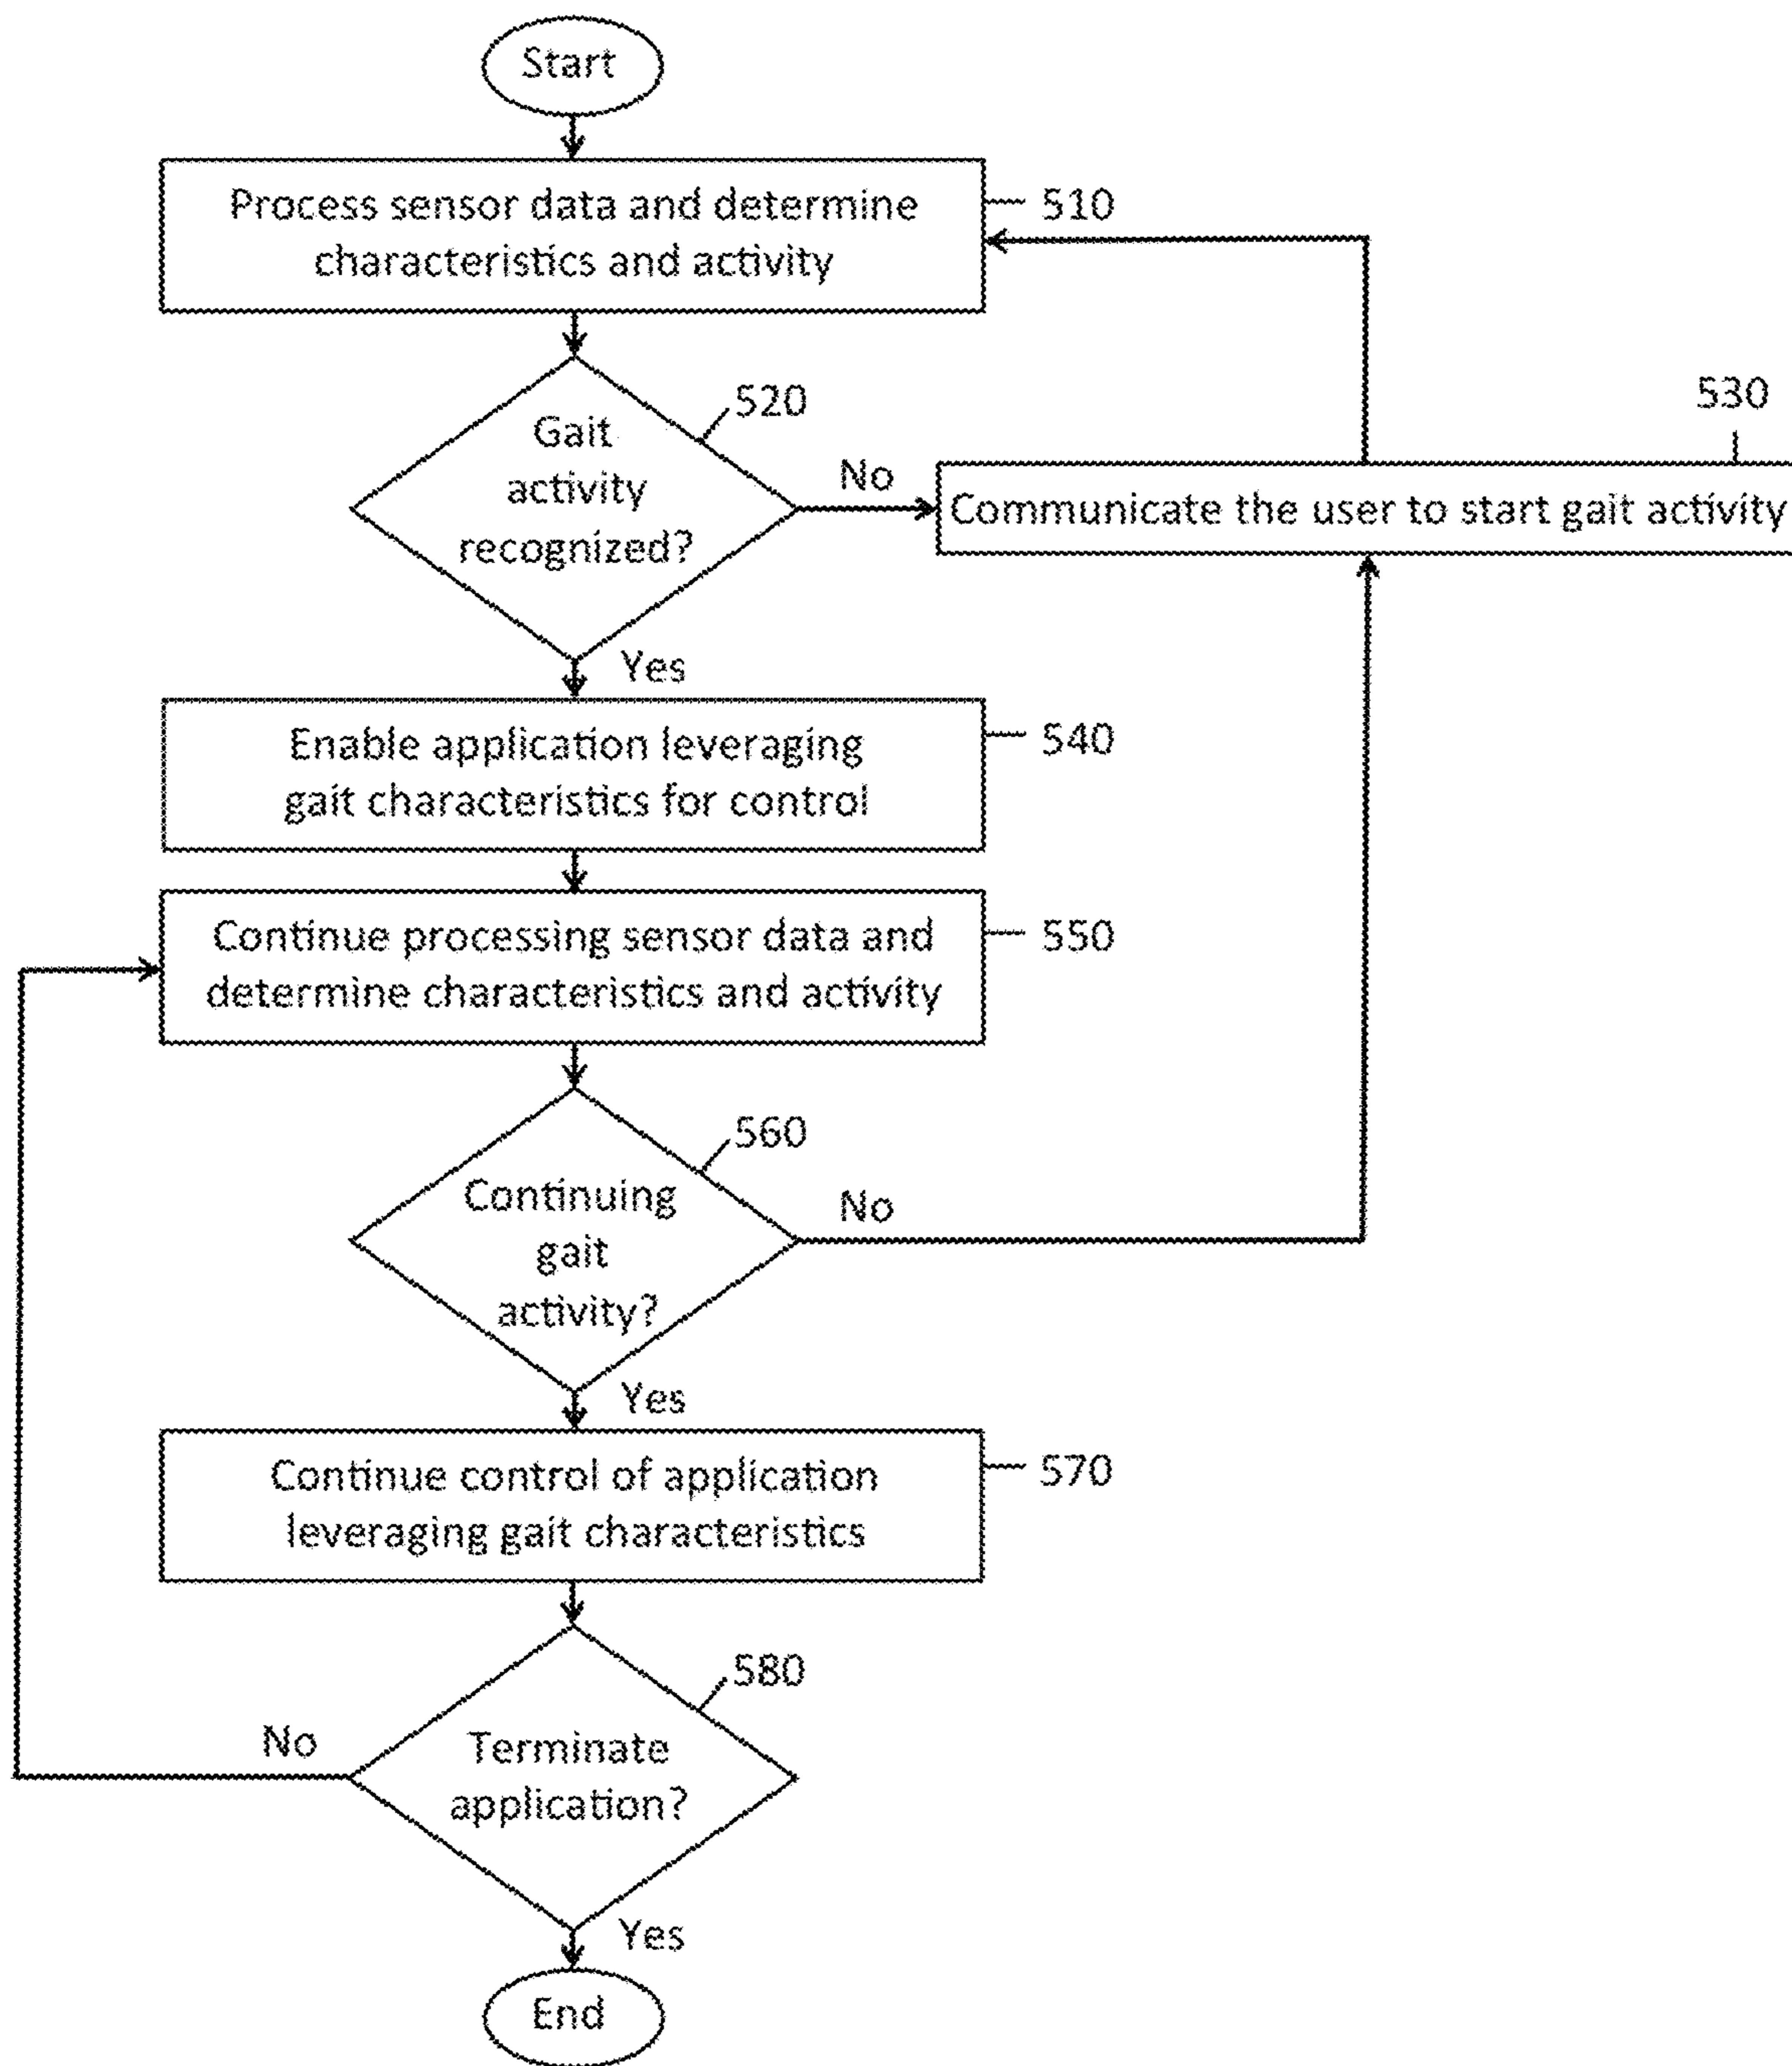 Start
Process sensor data and determine
characteristics and activity
510
Gait
activity
recognized?
520
No
530
Communicate the user to start gait activity
Yes
Enable application leveraging
gait characteristics for control
540
Continue processing sensor data and
determine characteristics and activity
550
560
Continuing
gait
activity?
No
Yes
Continue control of application
leveraging gait characteristics
570
580
Terminate
application?
No
Yes
End